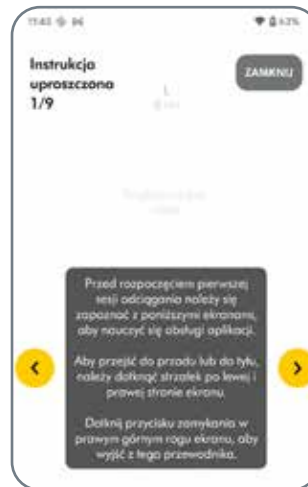 11:45
Instrukcja
uproszczona
1/9
ZAMKNIJ
Przed rozpoczęciem pierwszej
sesji odciągania należy się
zapoznać z poniższymi ekranami,
aby nauczyć się obsługi aplikacji.
Aby przejść do przodu lub do tyłu,
należy dotknąć strzałek po lewej i
prawej stronie ekranu.
Dotknij przycisku zamykania w
prawym górnym rogu ekranu, aby
wyjść z tego przewodnika.